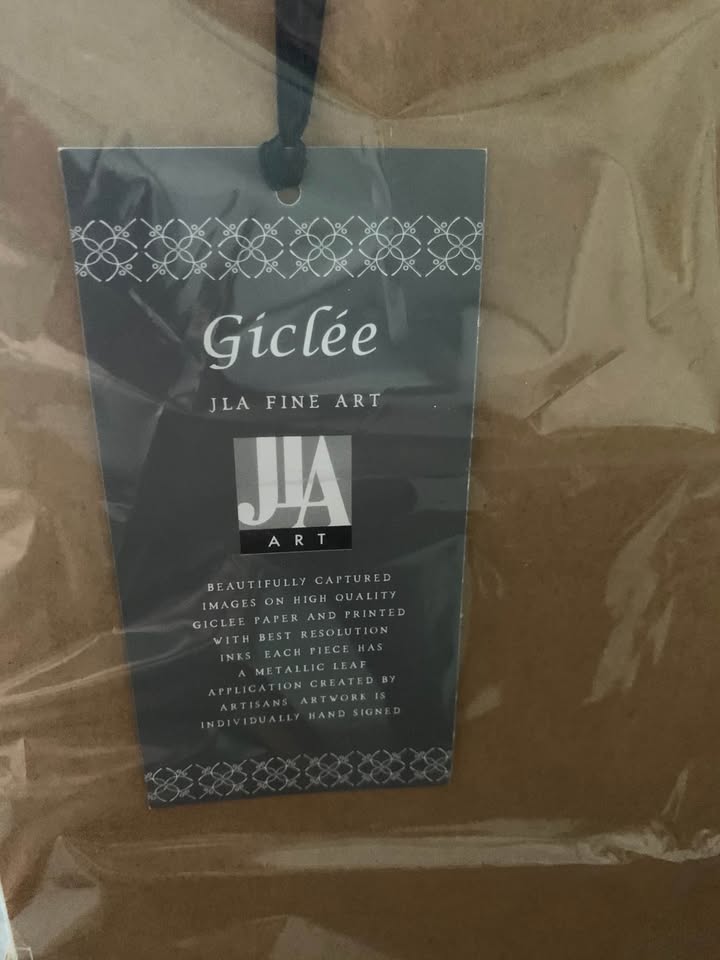 Giclée
JLA FINE ART
JLA
ART
BEAUTIFULLY CAPTURED
IMAGES ON HIGH QUALITY
GICLEE PAPER AND PRINTED
WITH BEST RESOLUTION
INKS. EACH PIECE HAS
A METALLIC LEAF
APPLICATION CREATED BY
ARTISANS. ARTWORK IS
INDIVIDUALLY HAND SIGNED